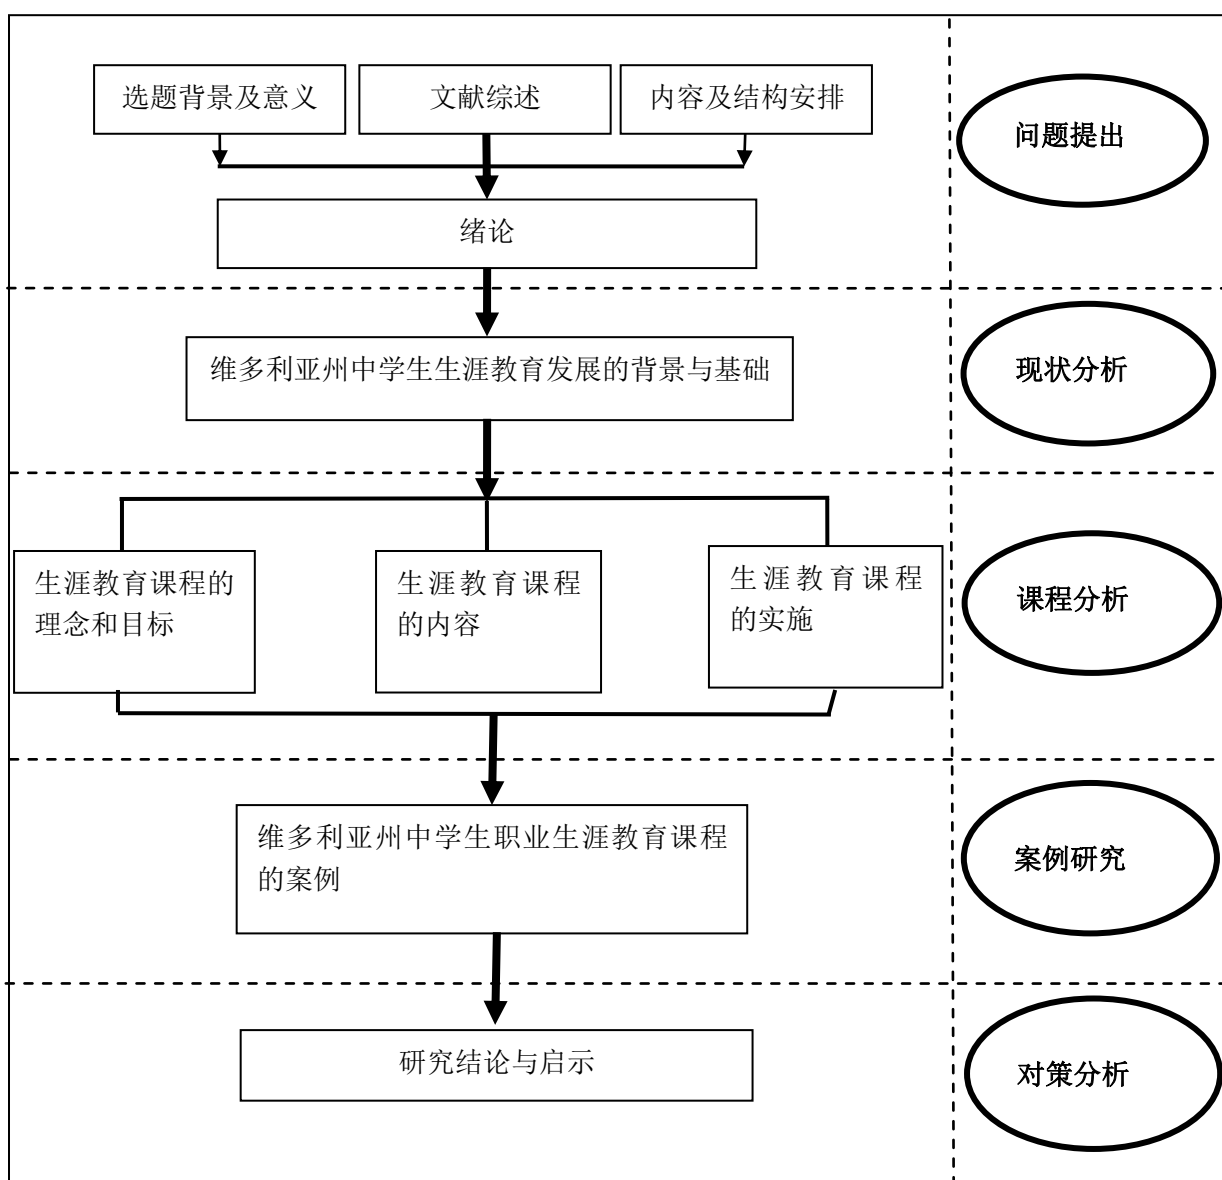 选题背景及意义
文献综述
内容及结构安排
问题提出
绪论
维多利亚州中学生生涯教育发展的背景与基础
现状分析
生涯教育课程的
理念和目标
生涯教育课程
的内容
生涯教育课程
的实施
课程分析
维多利亚州中学生职业生涯教育课程
的案例
案例研究
研究结论与启示
对策分析